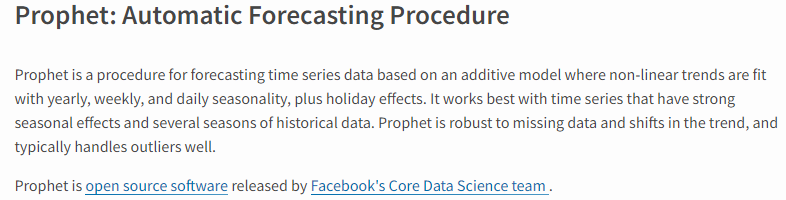 Prophet: Automatic Forecasting Procedure
Prophet is a procedure for forecasting time series data based on an additive model where non-linear trends are fit
with yearly, weekly, and daily seasonality, plus holiday effects. It works best with time series that have strong
seasonal effects and several seasons of historical data. Prophet is robust to missing data and shifts in the trend, and
typically handles outliers well.
Prophet is open source software released by Facebook's Core Data Science team .